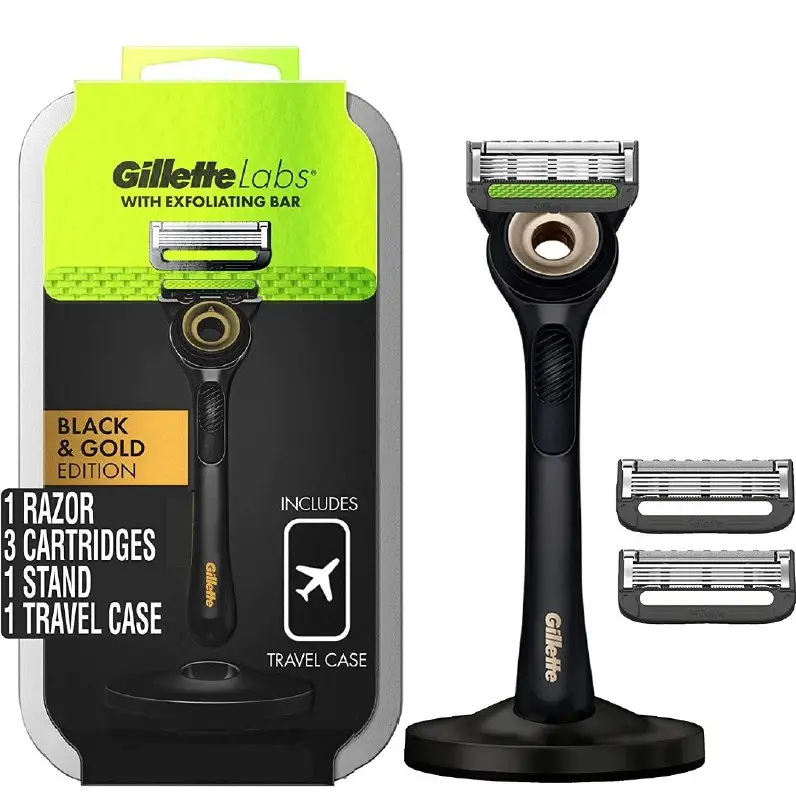 GilletteLabs®
WITH EXFOLIATING BAR
BLACK
& GOLD
EDITION
1 RAZOR
3 CARTRIDGES
1 STAND
1 TRAVEL CASE
INCLUDES
TRAVEL CASE
Gillette
Gillette